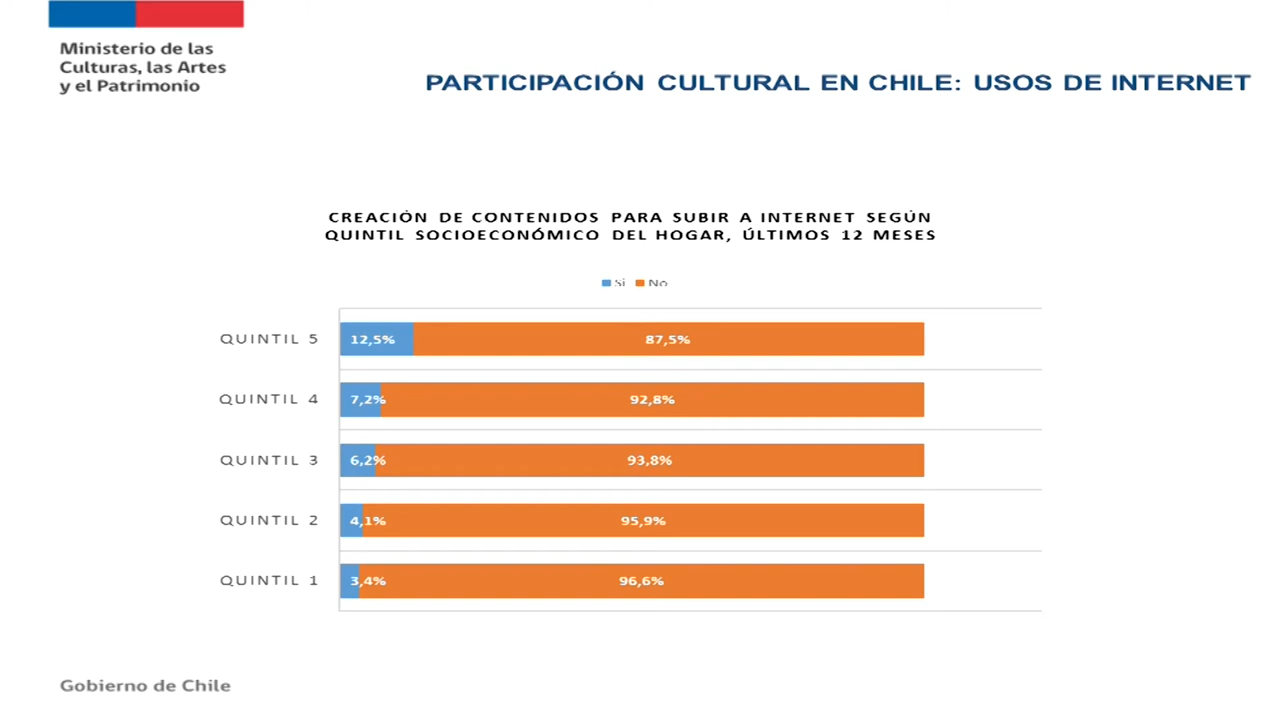 Ministerio de las
Culturas, las Artes
y el Patrimonio
PARTICIPACIÓN CULTURAL EN CHILE: USOS DE INTERNET
CREACIÓN DE CONTENIDOS PARA SUBIR A INTERNET SEGÚN
QUINTIL SOCIOECONÓMICO DEL HOGAR, ÚLTIMOS 12 MESES
Sí No
QUINTIL 5 12,5% 87,5%
QUINTIL 4 7,2% 92,8%
QUINTIL 3 6,2% 93,8%
QUINTIL 2 4,1% 95,9%
QUINTIL 1 3,4% 96,6%
Gobierno de Chile